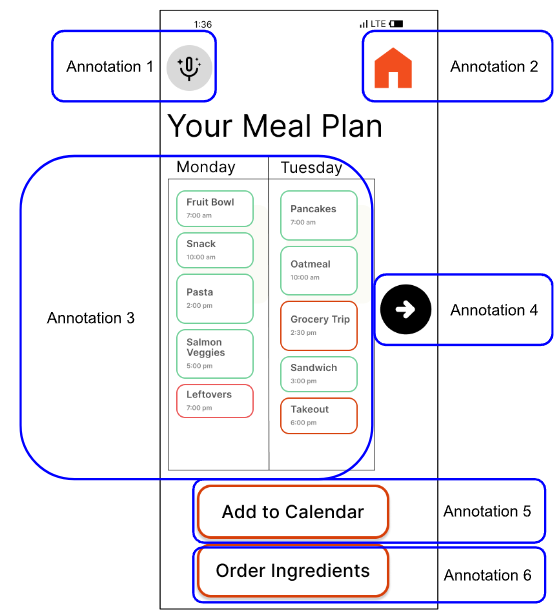 1:36
LTE
Annotation 1
Annotation 2
Your Meal Plan
Monday
Tuesday
Fruit Bowl
7:00 am
Snack
10:00 am
Pasta
2:00 pm
Salmon
Veggies
5:00 pm
Leftovers
7:00 pm
Pancakes
7:00 am
Oatmeal
10:00 am
Grocery Trip
2:30 pm
Sandwich
3:00 pm
Takeout
6:00 pm
Annotation 3
Annotation 4
Add to Calendar
Annotation 5
Order Ingredients
Annotation 6